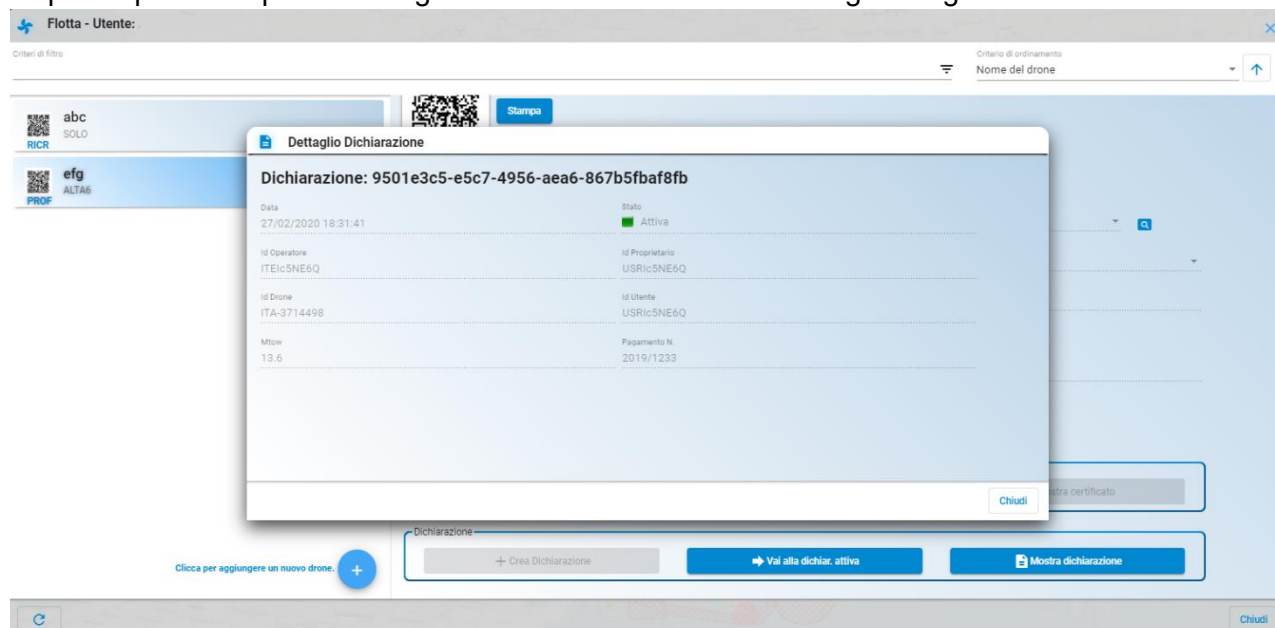 Flotta - Utente:
Criteri di filtro
Criterio di ordinamento
Nome del drone
abc
SOLO
RICR
efg
ALTA6
PROF
Stampa
Dettaglio Dichiarazione
Dichiarazione: 9501e3c5-e5c7-4956-aea6-867b5fbaf8fb
Data
Stato
27/02/2020 18:31:41
Attiva
Id Operatore
Id Proprietario
ITEIc5NE6Q
USRIc5NE6Q
Id Drone
Id Utente
ITA-3714498
USRIc5NE6Q
Mtow
Pagamento N.
13.6
2019/1233
Chiudi
certificato
Dichiarazione
+ Crea Dichiarazione
Vai alla dichiar. attiva
Mostra dichiarazione
Clicca per aggiungere un nuovo drone.
+
Chiudi